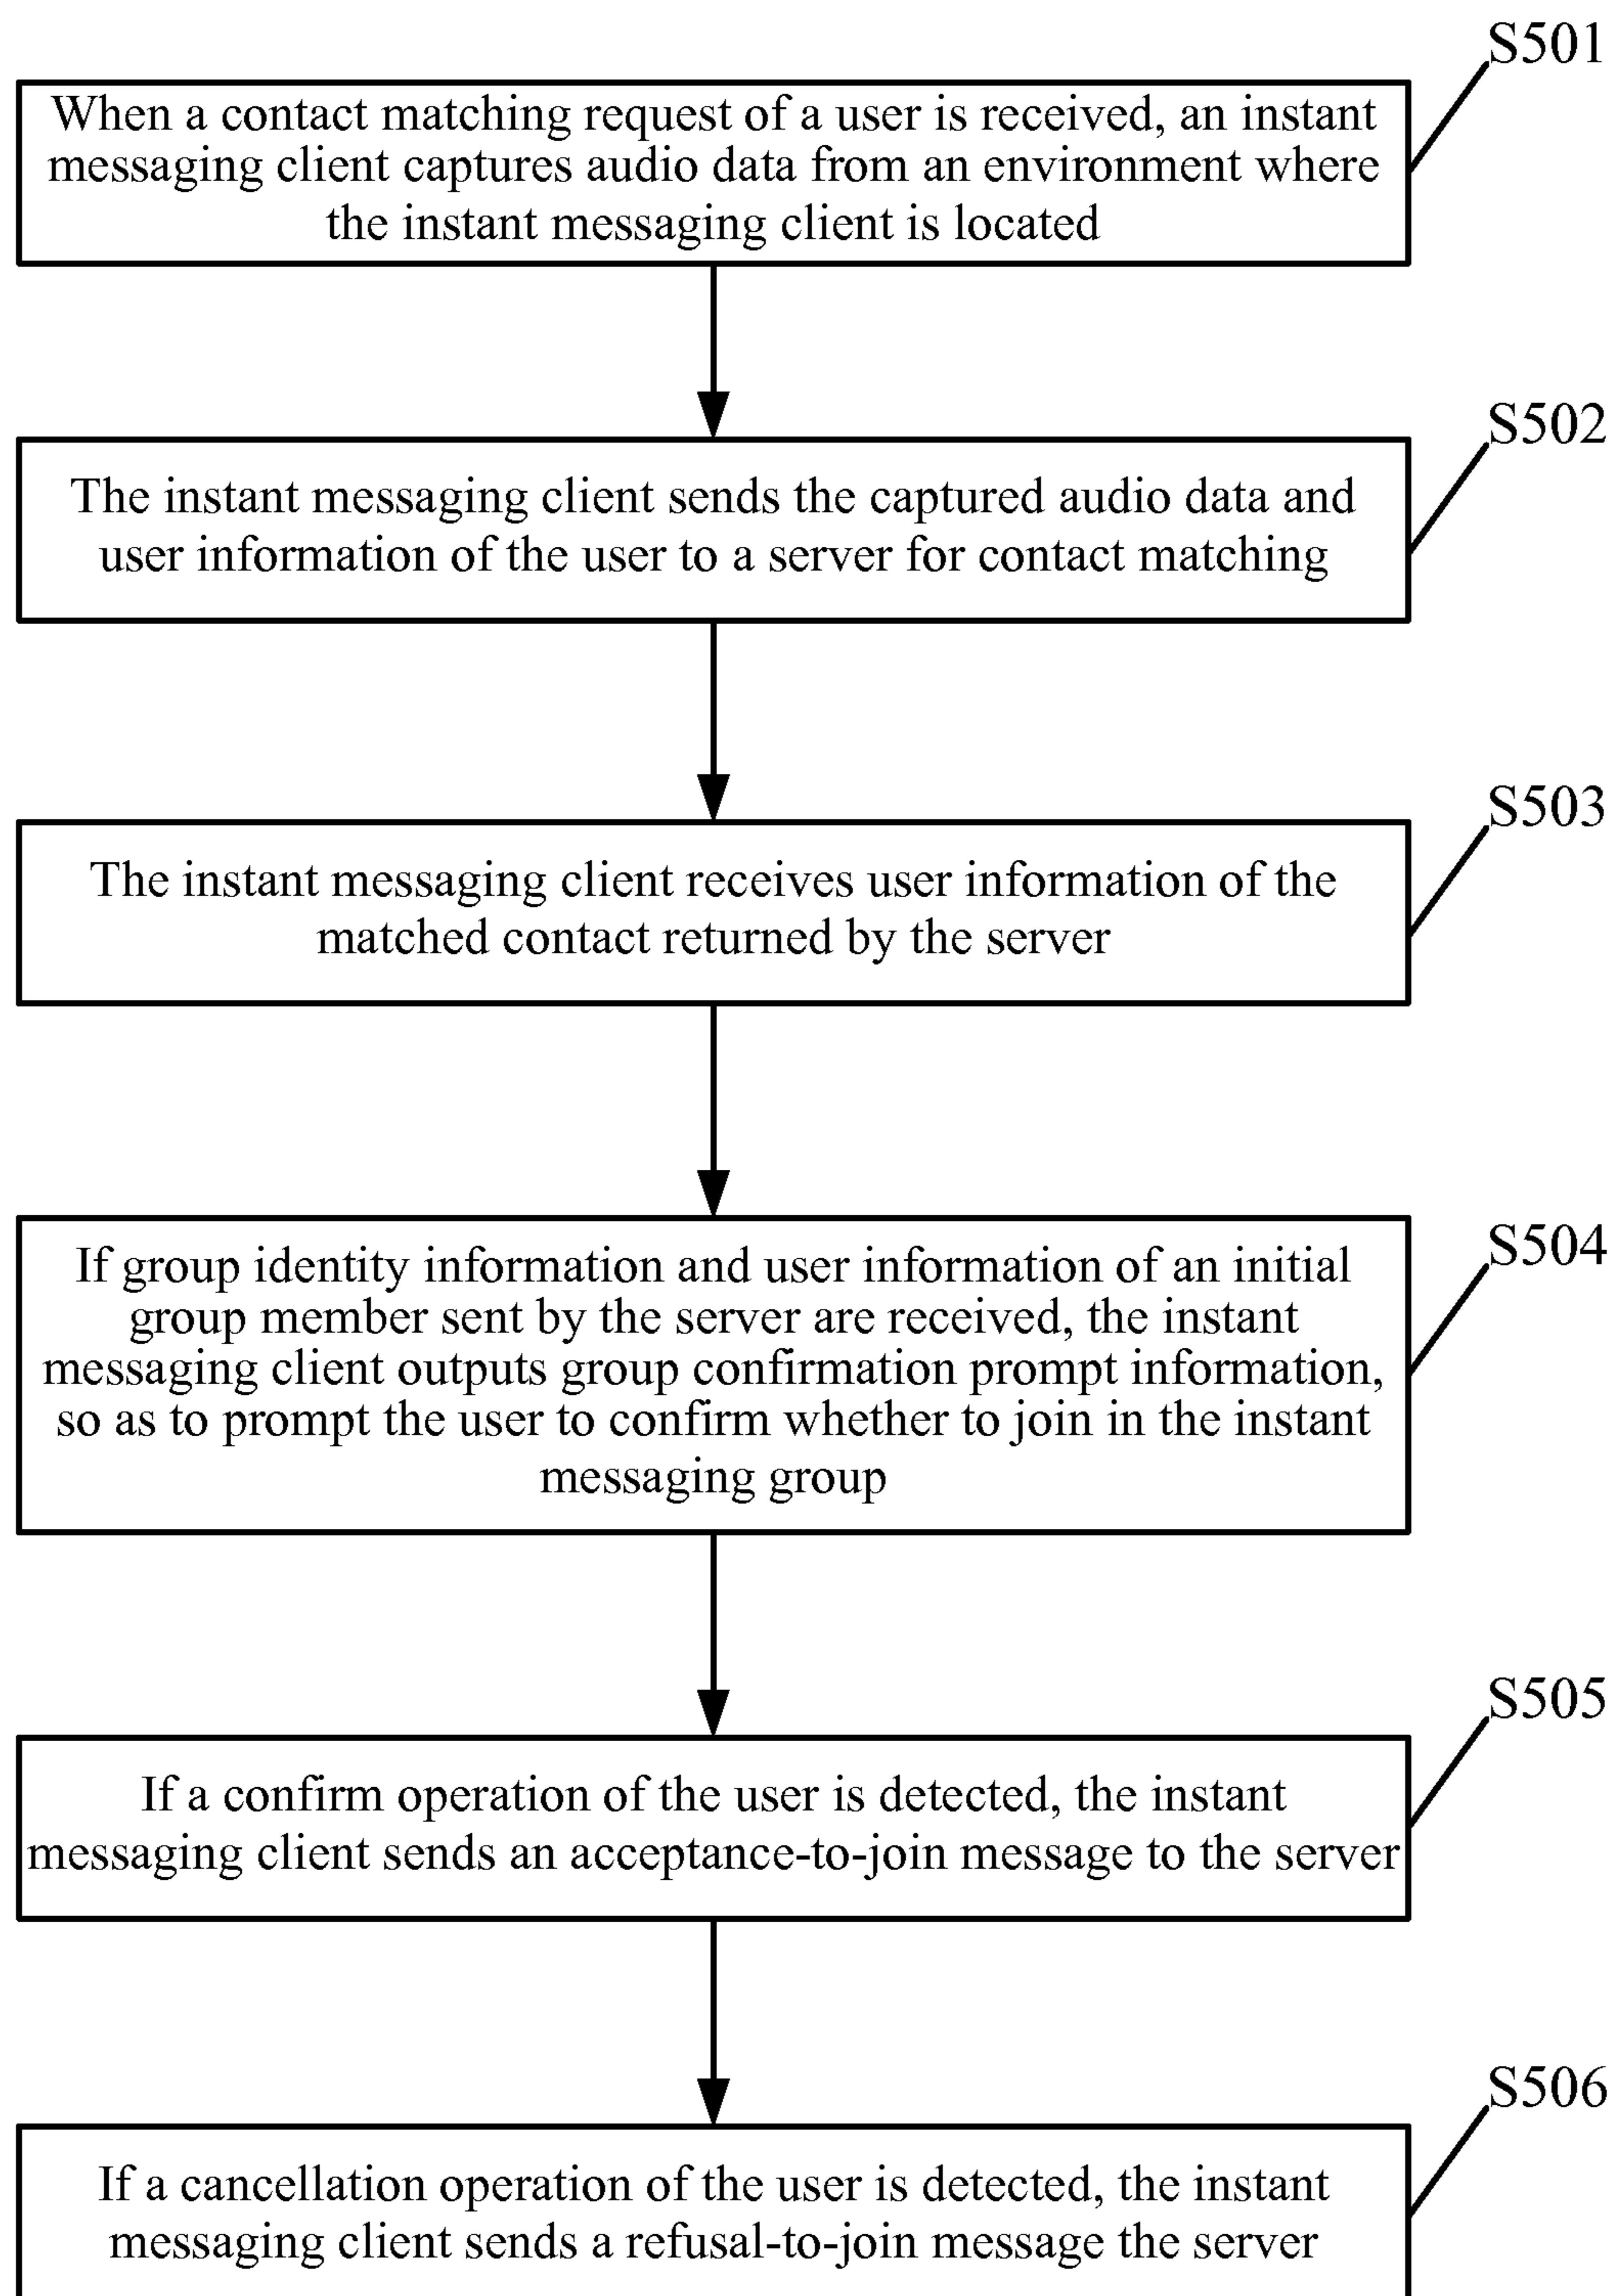 S501
When a contact matching request of a user is received, an instant
messaging client captures audio data from an environment where
the instant messaging client is located
S502
The instant messaging client sends the captured audio data and
user information of the user to a server for contact matching
S503
The instant messaging client receives user information of the
matched contact returned by the server
S504
If group identity information and user information of an initial
group member sent by the server are received, the instant
messaging client outputs group confirmation prompt information,
so as to prompt the user to confirm whether to join in the instant
messaging group
S505
If a confirm operation of the user is detected, the instant
messaging client sends an acceptance-to-join message to the server
S506
If a cancellation operation of the user is detected, the instant
messaging client sends a refusal-to-join message the server